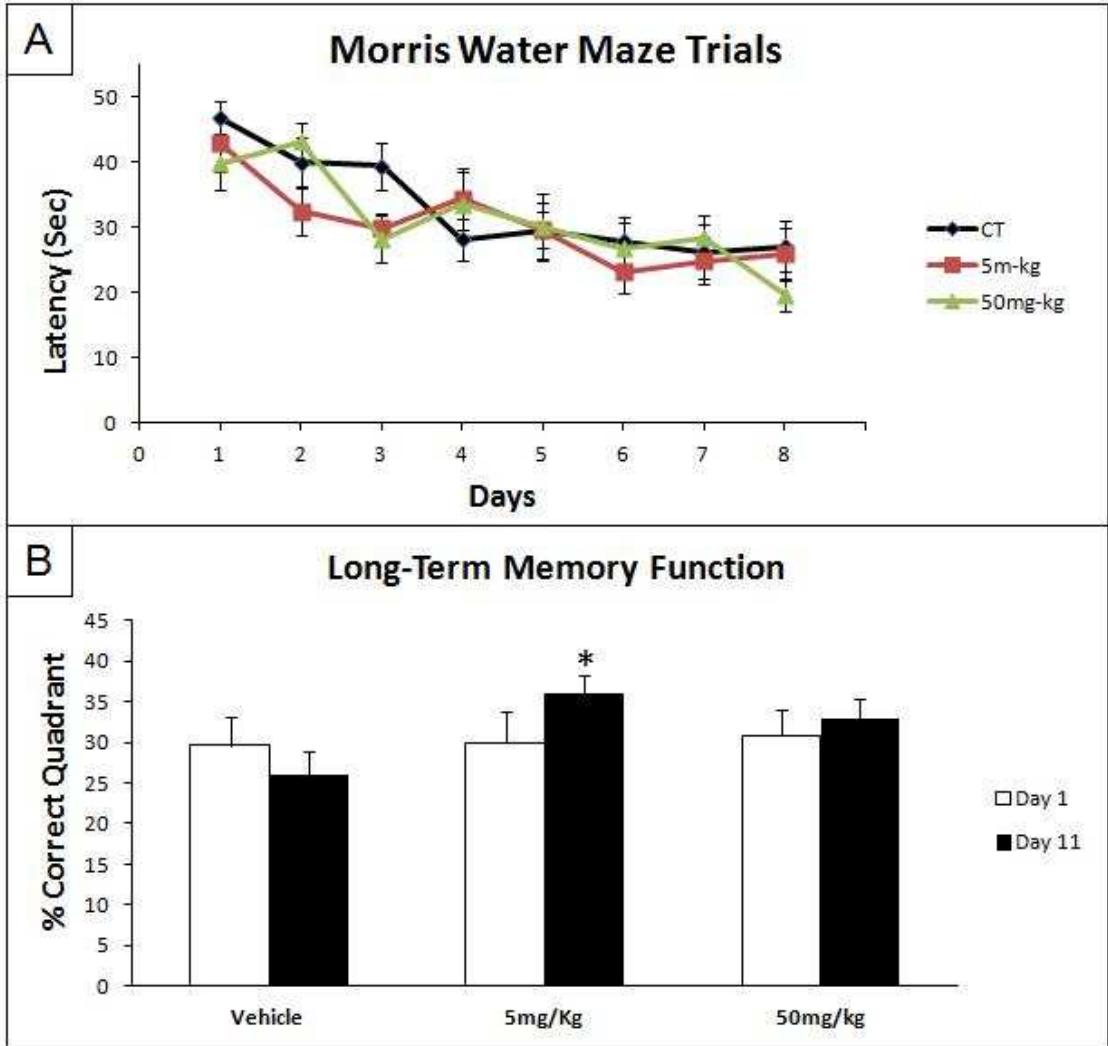 A
Morris Water Maze Trials
50
40
30
20
10
0
Latency (Sec)
0 1 2 3 4 5 6 7 8
Days
CT
5m-kg
50mg-kg
B
Long-Term Memory Function
45
40
35
30
25
20
15
10
5
0
% Correct Quadrant
*
Vehicle 5mg/Kg 50mg/kg
Day 1
Day 11